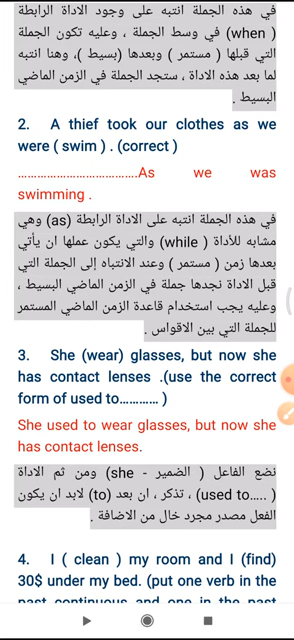 في هذه الجملة انتبه على وجود الاداة الرابطة
(when ) في وسط الجملة ، وعليه تكون الجملة
التي قبلها ( مستمر ) وبعدها (بسيط )، وهنا انتبه
لما بعد هذه الاداة ، ستجد الجملة في الزمن الماضي
البسيط .
2. A thief took our clothes as we
were ( swim ) . (correct )
......................................As we was
swimming .
في هذه الجملة انتبه على الاداة الرابطة (as) وهي
مشابه للأداة ( while) والتي يكون عملها ان يأتي
بعدها زمن ( مستمر ) وعند الانتباه إلى الجملة التي
قبل الاداة نجدها جملة في الزمن الماضي البسيط ،
وعليه يجب استخدام قاعدة الزمن الماضي المستمر
للجملة التي بين الاقواس .
3. She (wear) glasses, but now she
has contact lenses .(use the correct
form of used to............ )
She used to wear glasses, but now she
has contact lenses.
نضع الفاعل ( الضمير - she) ومن ثم الاداة
( .....used to) ، تذكر ، ان بعد (to) لابد ان يكون
الفعل مصدر مجرد خال من الاضافة .
4. I ( clean ) my room and I (find)
30$ under my bed. (put one verb in the
past continuous and one in the past